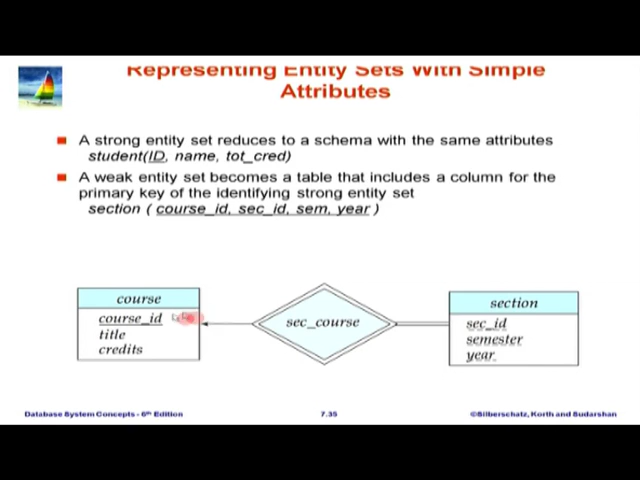 Representing Entity Sets With Simple
Attributes
A strong entity set reduces to a schema with the same attributes
student(ID, name, tot_cred)
A weak entity set becomes a table that includes a column for the
primary key of the identifying strong entity set
section ( course_id, sec_id, sem, year )
course
course_id
title
credits
sec_course
section
sec_id
semester
year
Database System Concepts - 6th Edition
7.35
©Silberschatz, Korth and Sudarshan